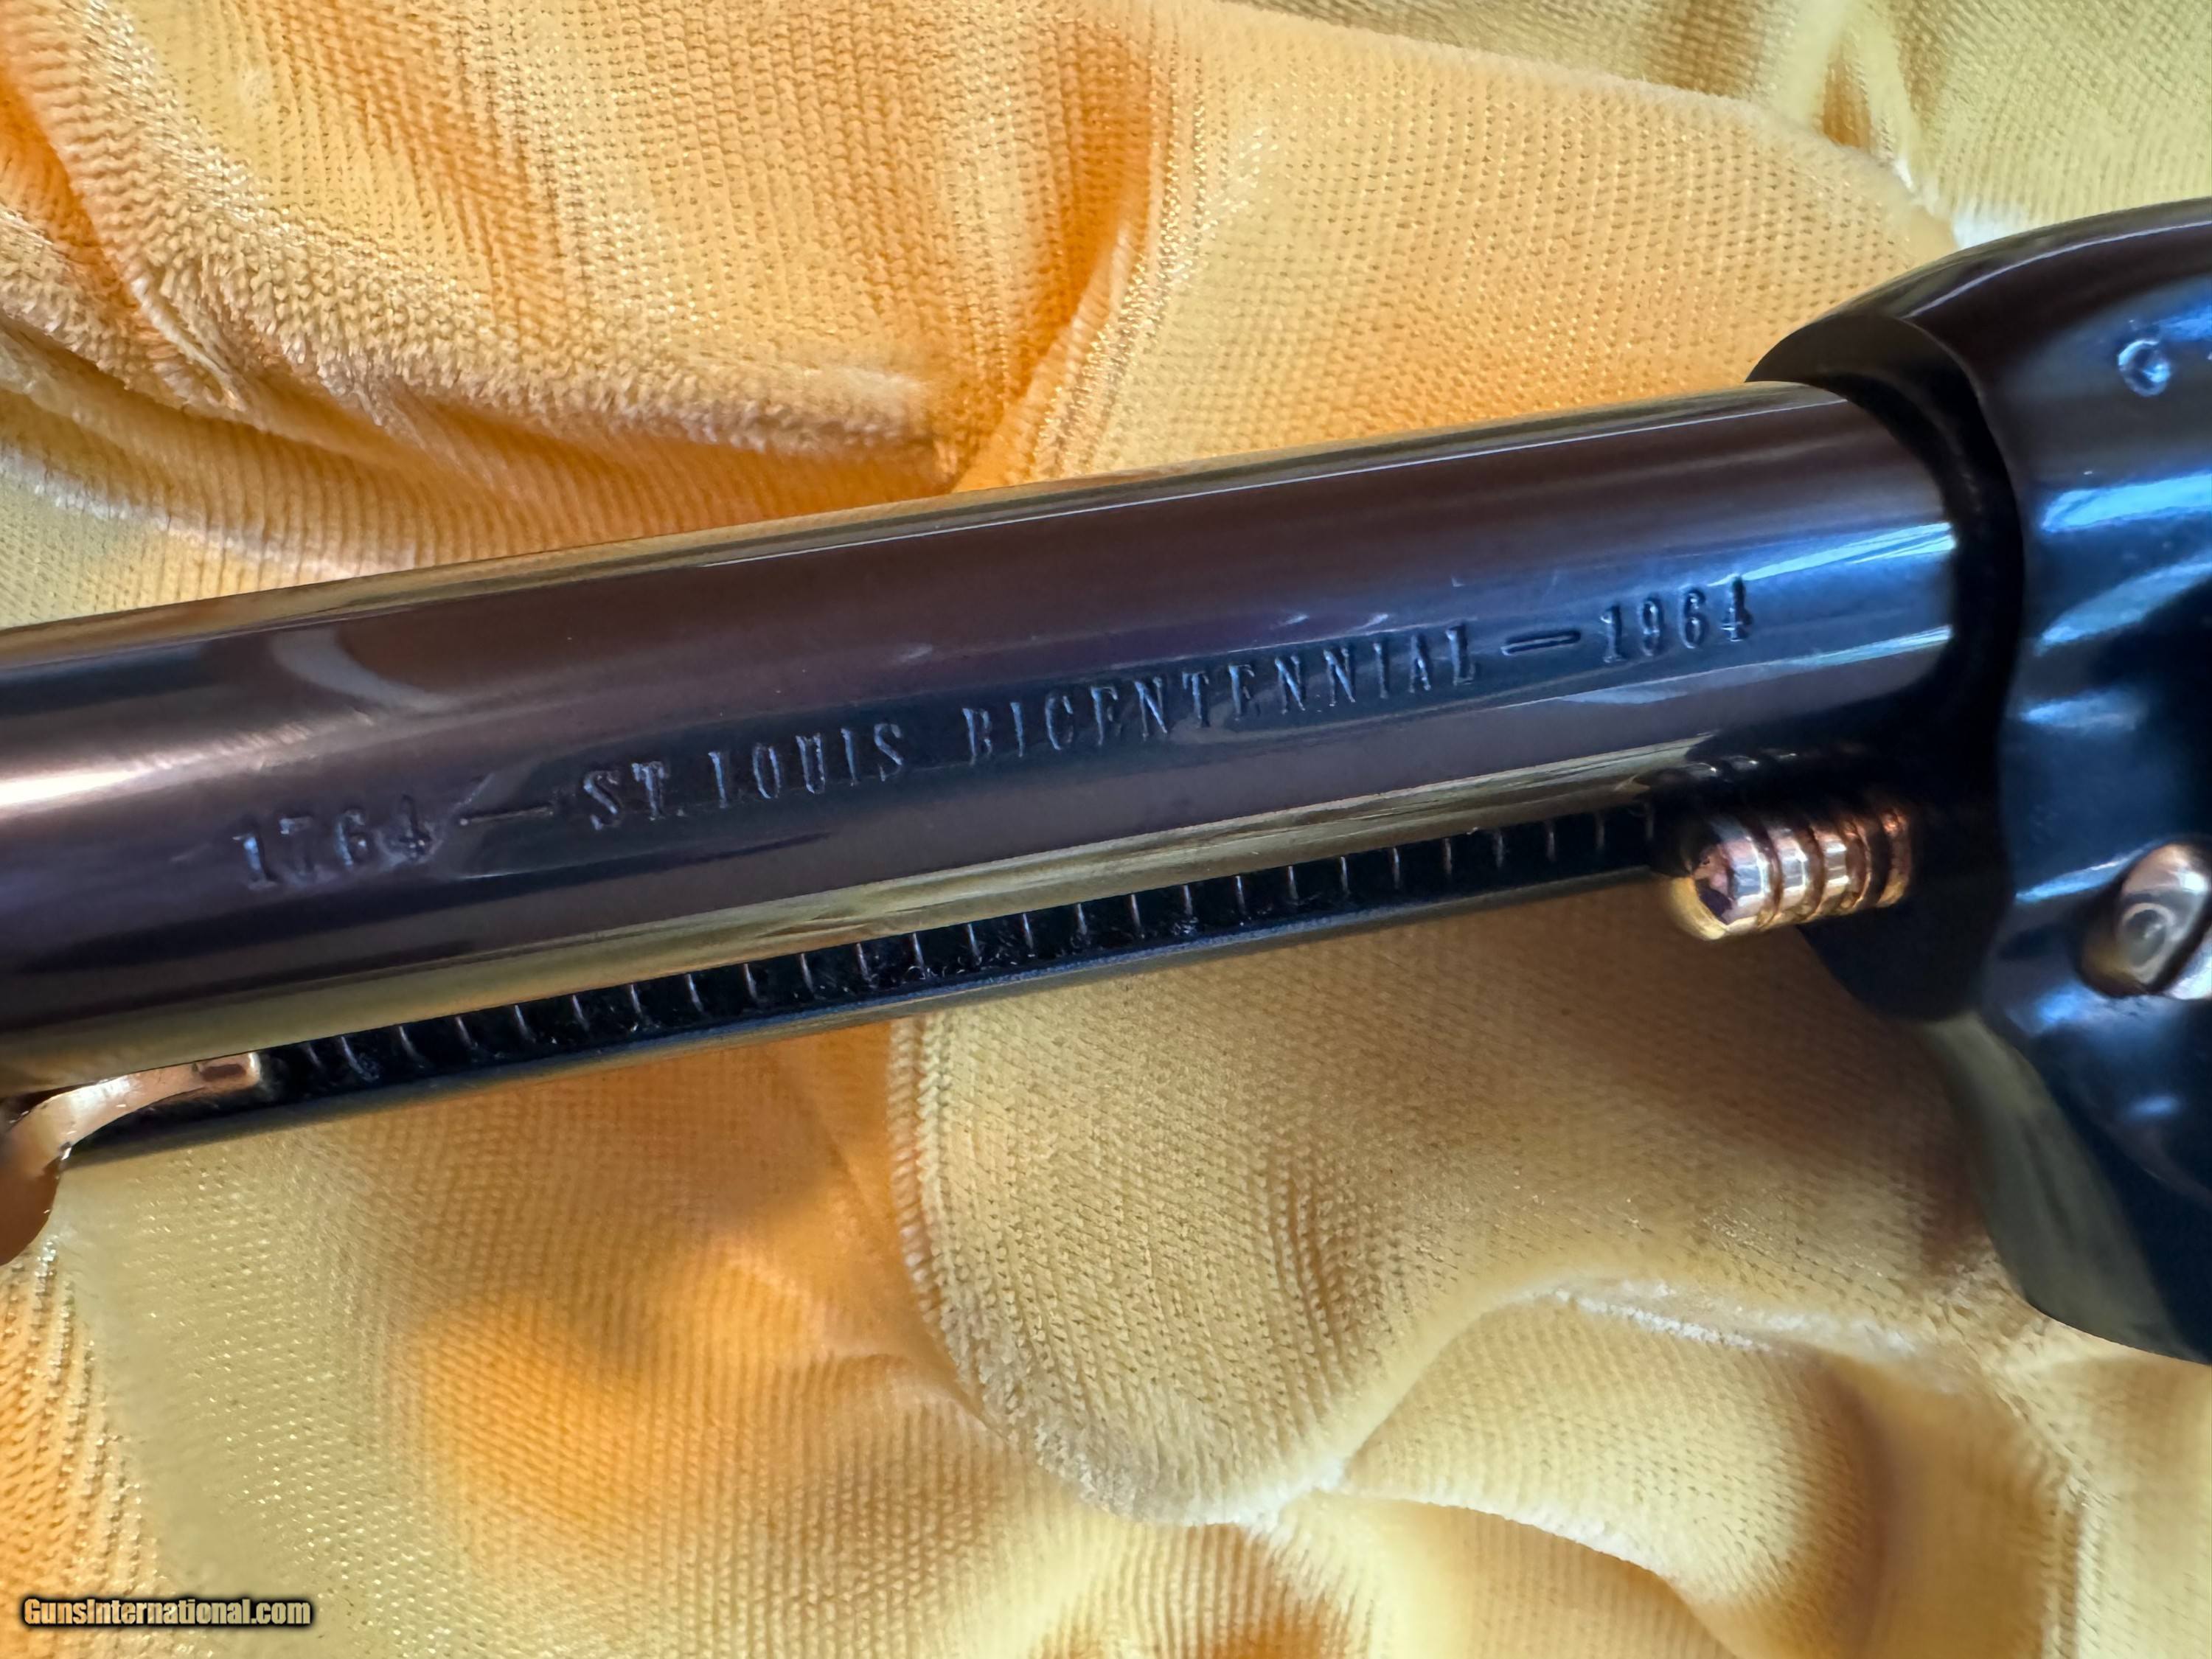 1764 — ST. LOUIS BICENTENNIAL — 1964
GunsInternational.com